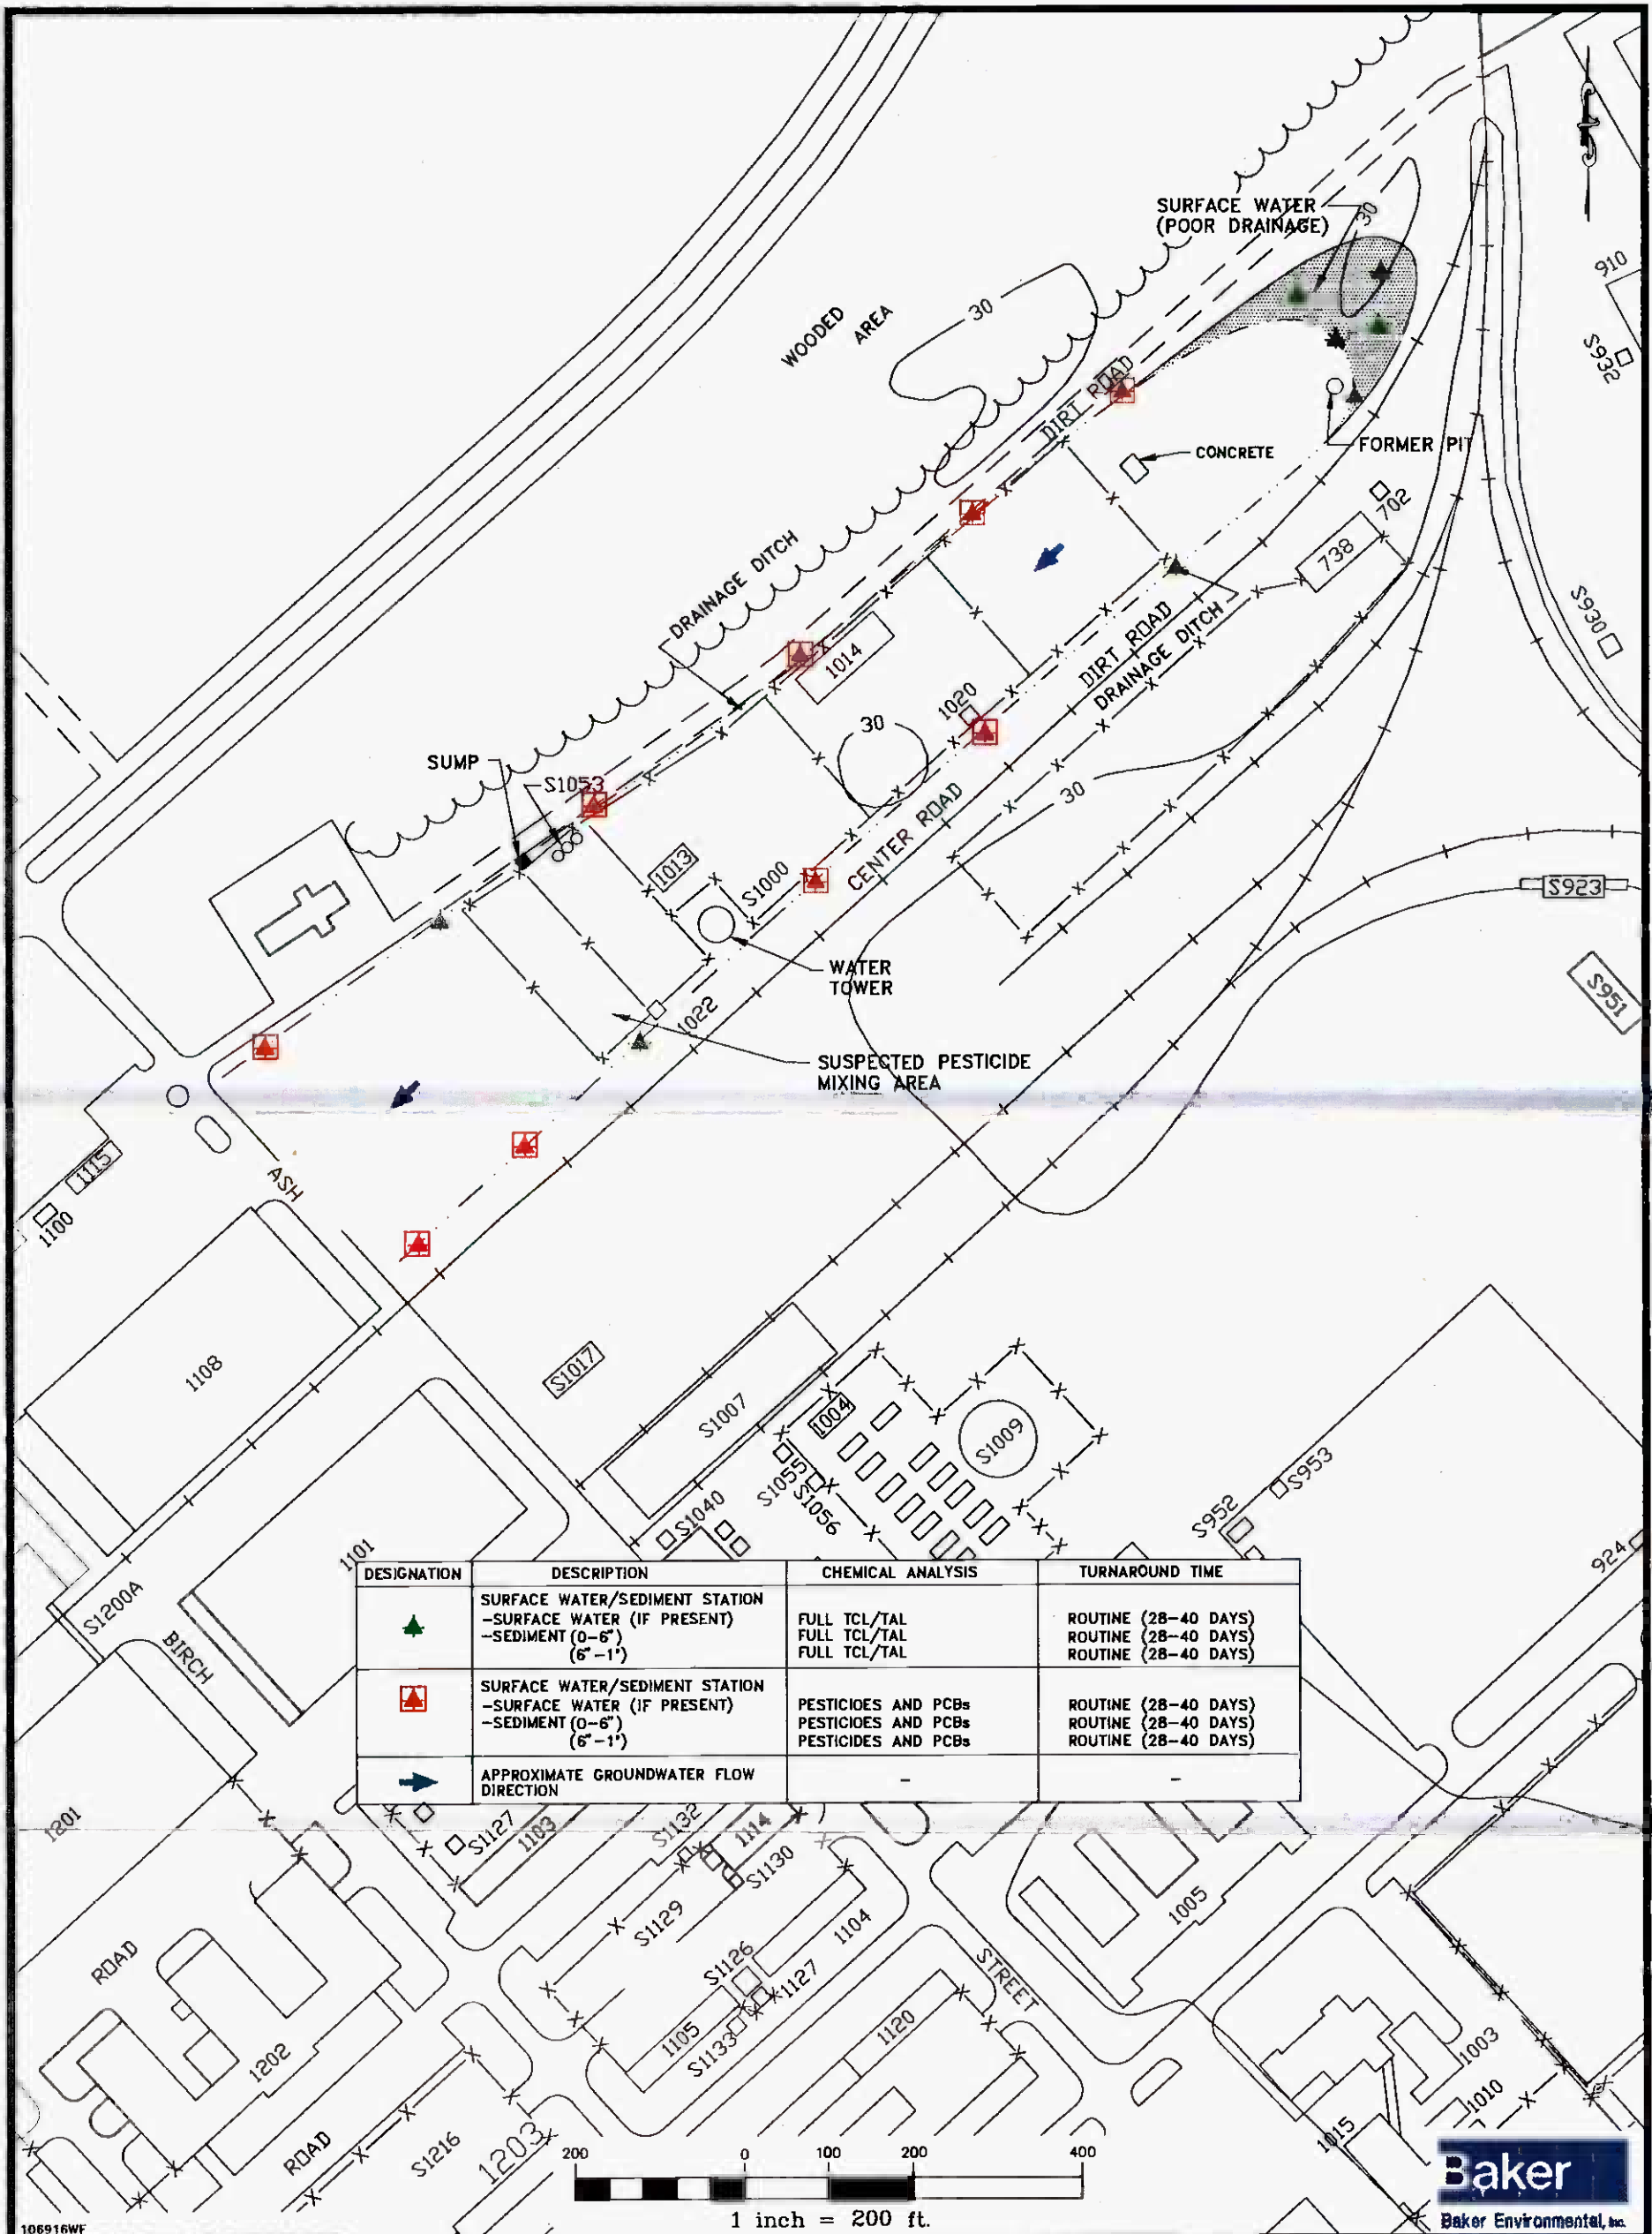 SURFACE WATER
(POOR DRAINAGE)
30
910
S932
WOODED
AREA
30
DIRT ROAD
CONCRETE
FORMER PIT
702
738
S930
DRAINAGE DITCH
1014
DIRT ROAD
DRAINAGE DITCH
1020
30
30
SUMP
S1053
CENTER ROAD
1013
S1000
S923
WATER
TOWER
S951
1022
SUSPECTED PESTICIDE
MIXING AREA
1115
1100
ASH
1108
S1017
S1007
1004
S1009
S1055
S1056
S1040
S953
S952
924
1101
S1200A
BIRCH
DESIGNATION
DESCRIPTION
CHEMICAL ANALYSIS
TURNAROUND TIME
SURFACE WATER/SEDIMENT STATION
-SURFACE WATER (IF PRESENT)
FULL TCL/TAL
ROUTINE (28-40 DAYS)
-SEDIMENT (0-6")
FULL TCL/TAL
ROUTINE (28-40 DAYS)
(6"-1')
FULL TCL/TAL
ROUTINE (28-40 DAYS)
SURFACE WATER/SEDIMENT STATION
-SURFACE WATER (IF PRESENT)
PESTICIDES AND PCBs
ROUTINE (28-40 DAYS)
-SEDIMENT (0-6")
PESTICIDES AND PCBs
ROUTINE (28-40 DAYS)
(6"-1')
PESTICIDES AND PCBs
ROUTINE (28-40 DAYS)
APPROXIMATE GROUNDWATER FLOW
DIRECTION
-
-
1201
S1127
1103
S1132
1114
S1130
S1129
1104
1005
ROAD
S1126
1127
STREET
1105
S1133
1120
1202
1003
1010
1015
ROAD
S1216
1203
200
0
100
200
400
1 inch = 200 ft.
Baker
Baker Environmental, Inc.
106916WF